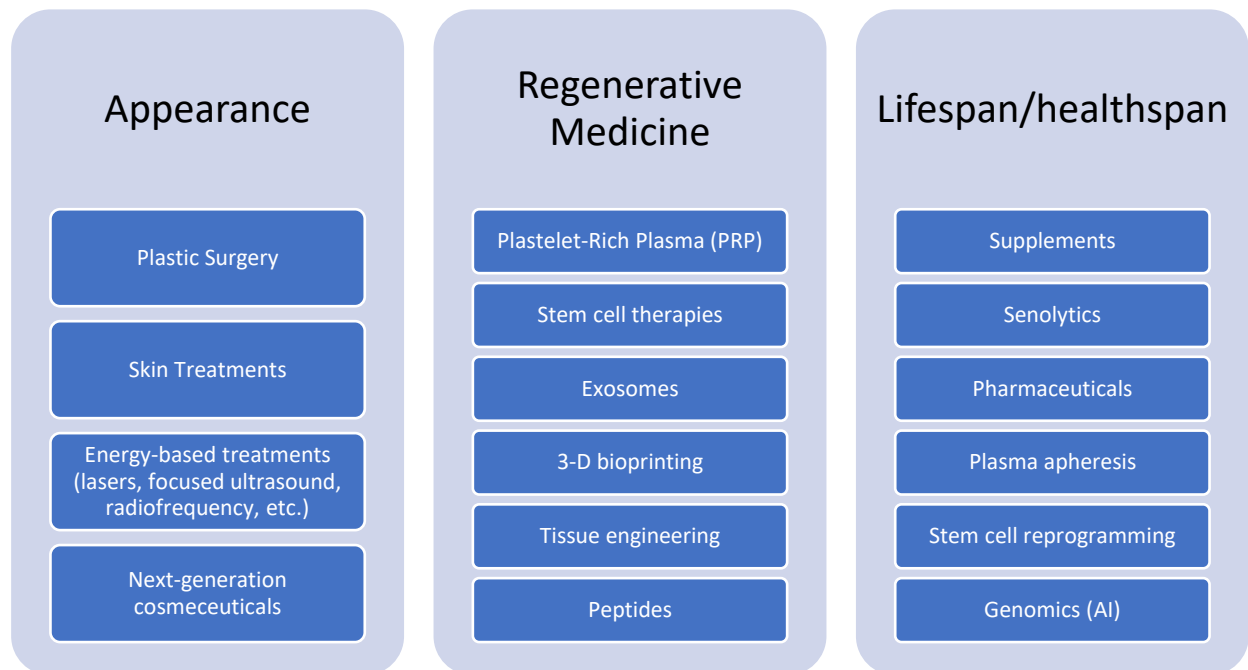 Appearance
Plastic Surgery
Skin Treatments
Energy-based treatments
(lasers, focused ultrasound,
radiofrequency, etc.)
Next-generation
cosmeceuticals
Regenerative
Medicine
Plastelet-Rich Plasma (PRP)
Stem cell therapies
Exosomes
3-D bioprinting
Tissue engineering
Peptides
Lifespan/healthspan
Supplements
Senolytics
Pharmaceuticals
Plasma apheresis
Stem cell reprogramming
Genomics (AI)